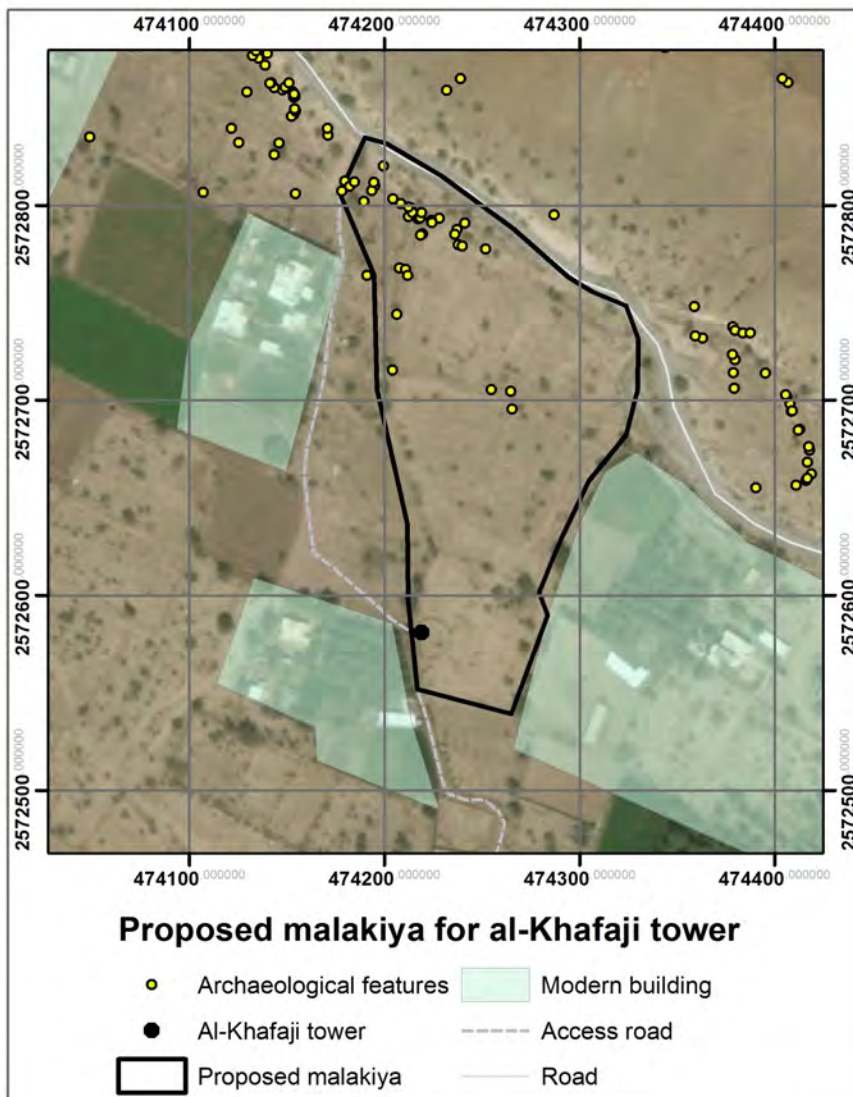 474100.000000 474200.000000 474300.000000 474400.000000
2572800.000000 2572800.000000
2572700.000000 2572700.000000
2572600.000000 2572600.000000
2572500.000000 2572500.000000
474100.000000 474200.000000 474300.000000 474400.000000
Proposed malakiya for al-Khafaji tower
Archaeological features Modern building
Al-Khafaji tower Access road
Proposed malakiya Road